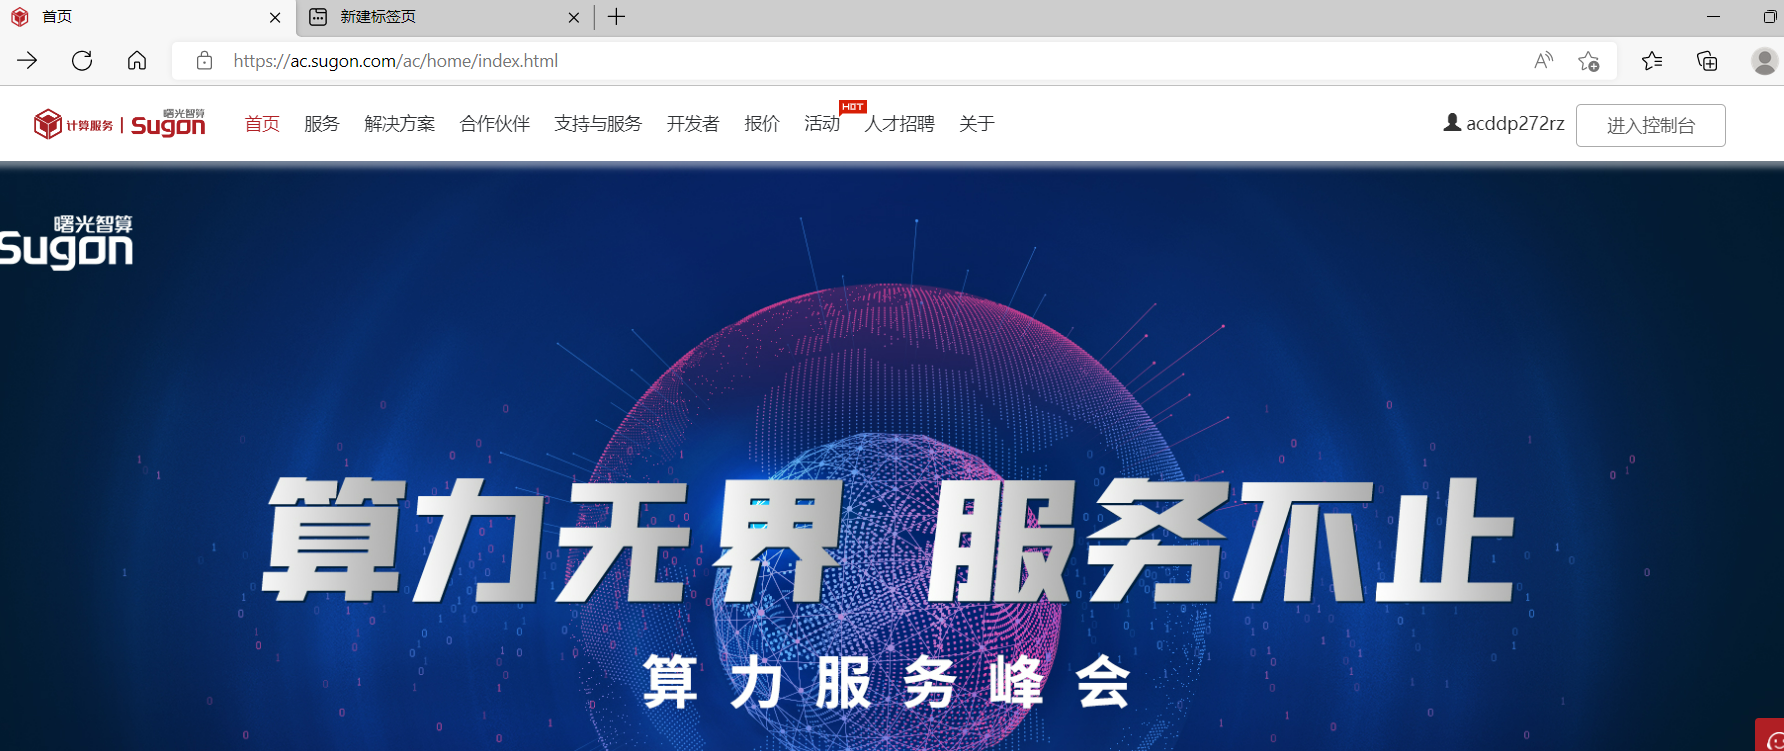 首页
新建标签页
https://ac.sugon.com/ac/home/index.html
计算服务 曙光智算 Sugon
首页 服务 解决方案 合作伙伴 支持与服务 开发者 报价 活动 HOT 人才招聘 关于
acddp272rz 进入控制台
曙光智算
Sugon
算力无界 服务不止
算力服务峰会